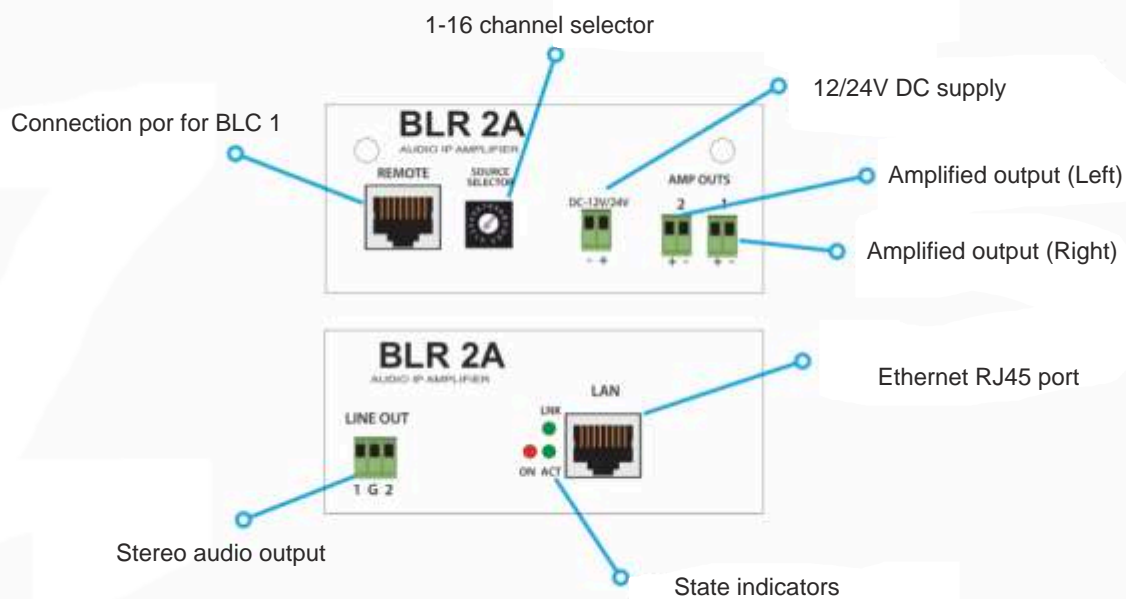 1-16 channel selector
12/24V DC supply
Connection por for BLC 1
BLR 2A
AUDIO IP AMPLIFIER
REMOTE
SOURCE
SELECTOR
AMP OUTS
DC-12V/24V
2
1
- +
+ -
+ -
Amplified output (Left)
Amplified output (Right)
BLR 2A
AUDIO IP AMPLIFIER
LAN
Ethernet RJ45 port
LINE OUT
LNK
ON ACT
1 G 2
Stereo audio output
State indicators